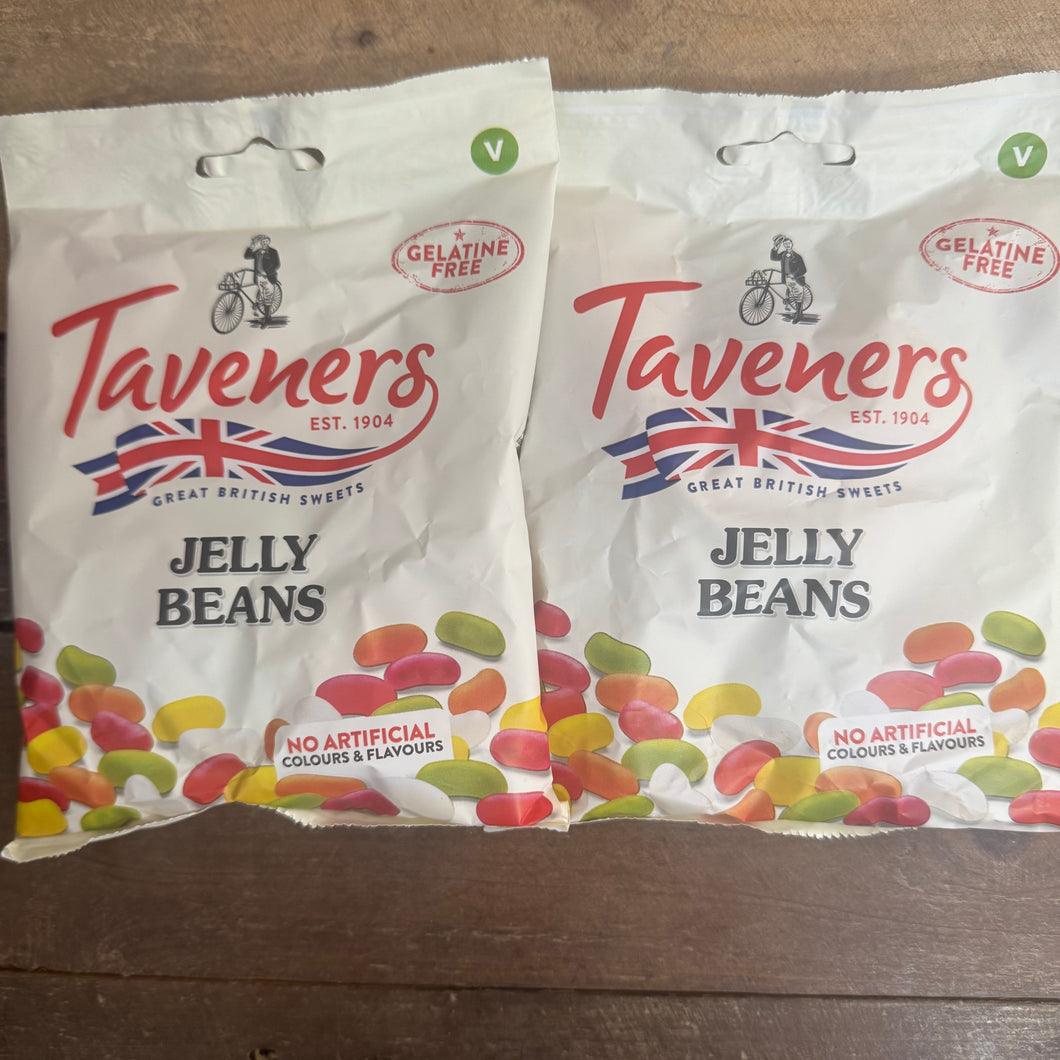 V
GELATINE
FREE
Taveners
EST. 1904
GREAT BRITISH SWEETS
JELLY
BEANS
NO ARTIFICIAL
COLOURS & FLAVOURS
V
GELATINE
FREE
Taveners
EST. 1904
GREAT BRITISH SWEETS
JELLY
BEANS
NO ARTIFICIAL
COLOURS & FLAVOURS